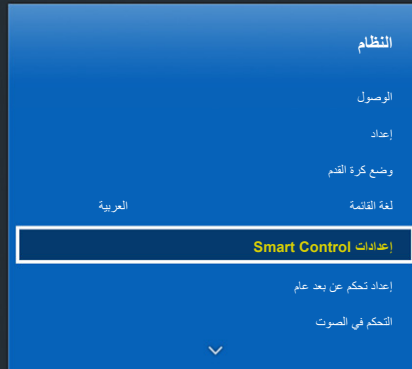 النظام
الوصول
إعداد
وضع كرة القدم
لغة القائمة العربية
إعدادات Smart Control
إعداد تحكم عن بعد عام
التحكم في الصوت